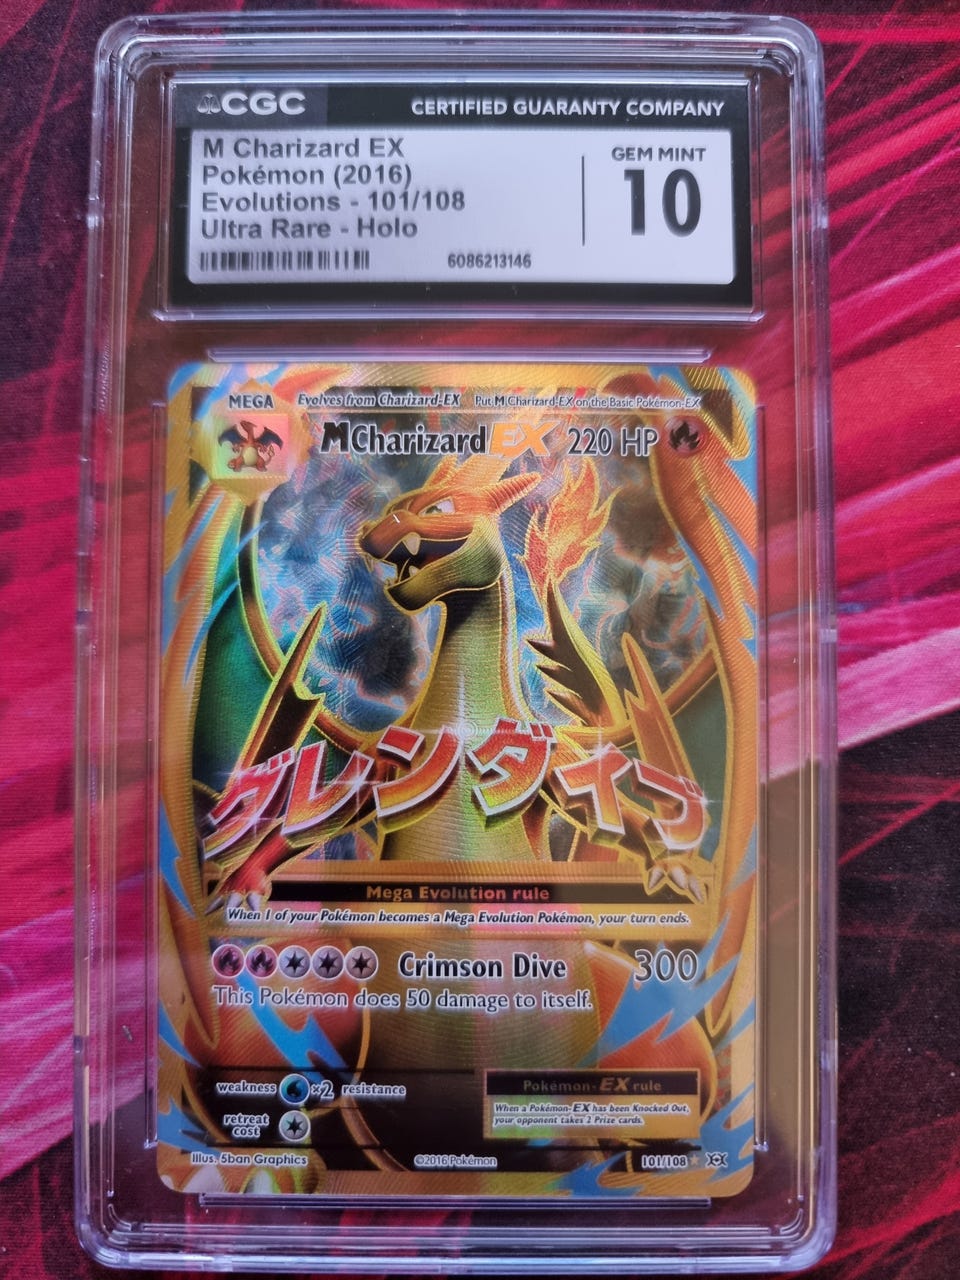 CGC CERTIFIED GUARANTY COMPANY
M Charizard EX
Pokémon (2016)
Evolutions - 101/108
Ultra Rare - Holo
GEM MINT
10
6086213146
MEGA Evolves from Charizard-EX Put M Charizard-EX on the Basic Pokémon-EX
M Charizard EX 220 HP
グレンダイブ
Mega Evolution rule
When 1 of your Pokémon becomes a Mega Evolution Pokémon, your turn ends.
Crimson Dive 300
This Pokémon does 50 damage to itself.
weakness ×2 resistance
retreat
cost
Pokémon-EX rule
When a Pokémon-EX has been Knocked Out,
your opponent takes 2 Prize cards.
Illus. 5ban Graphics ©2016 Pokémon 101/108